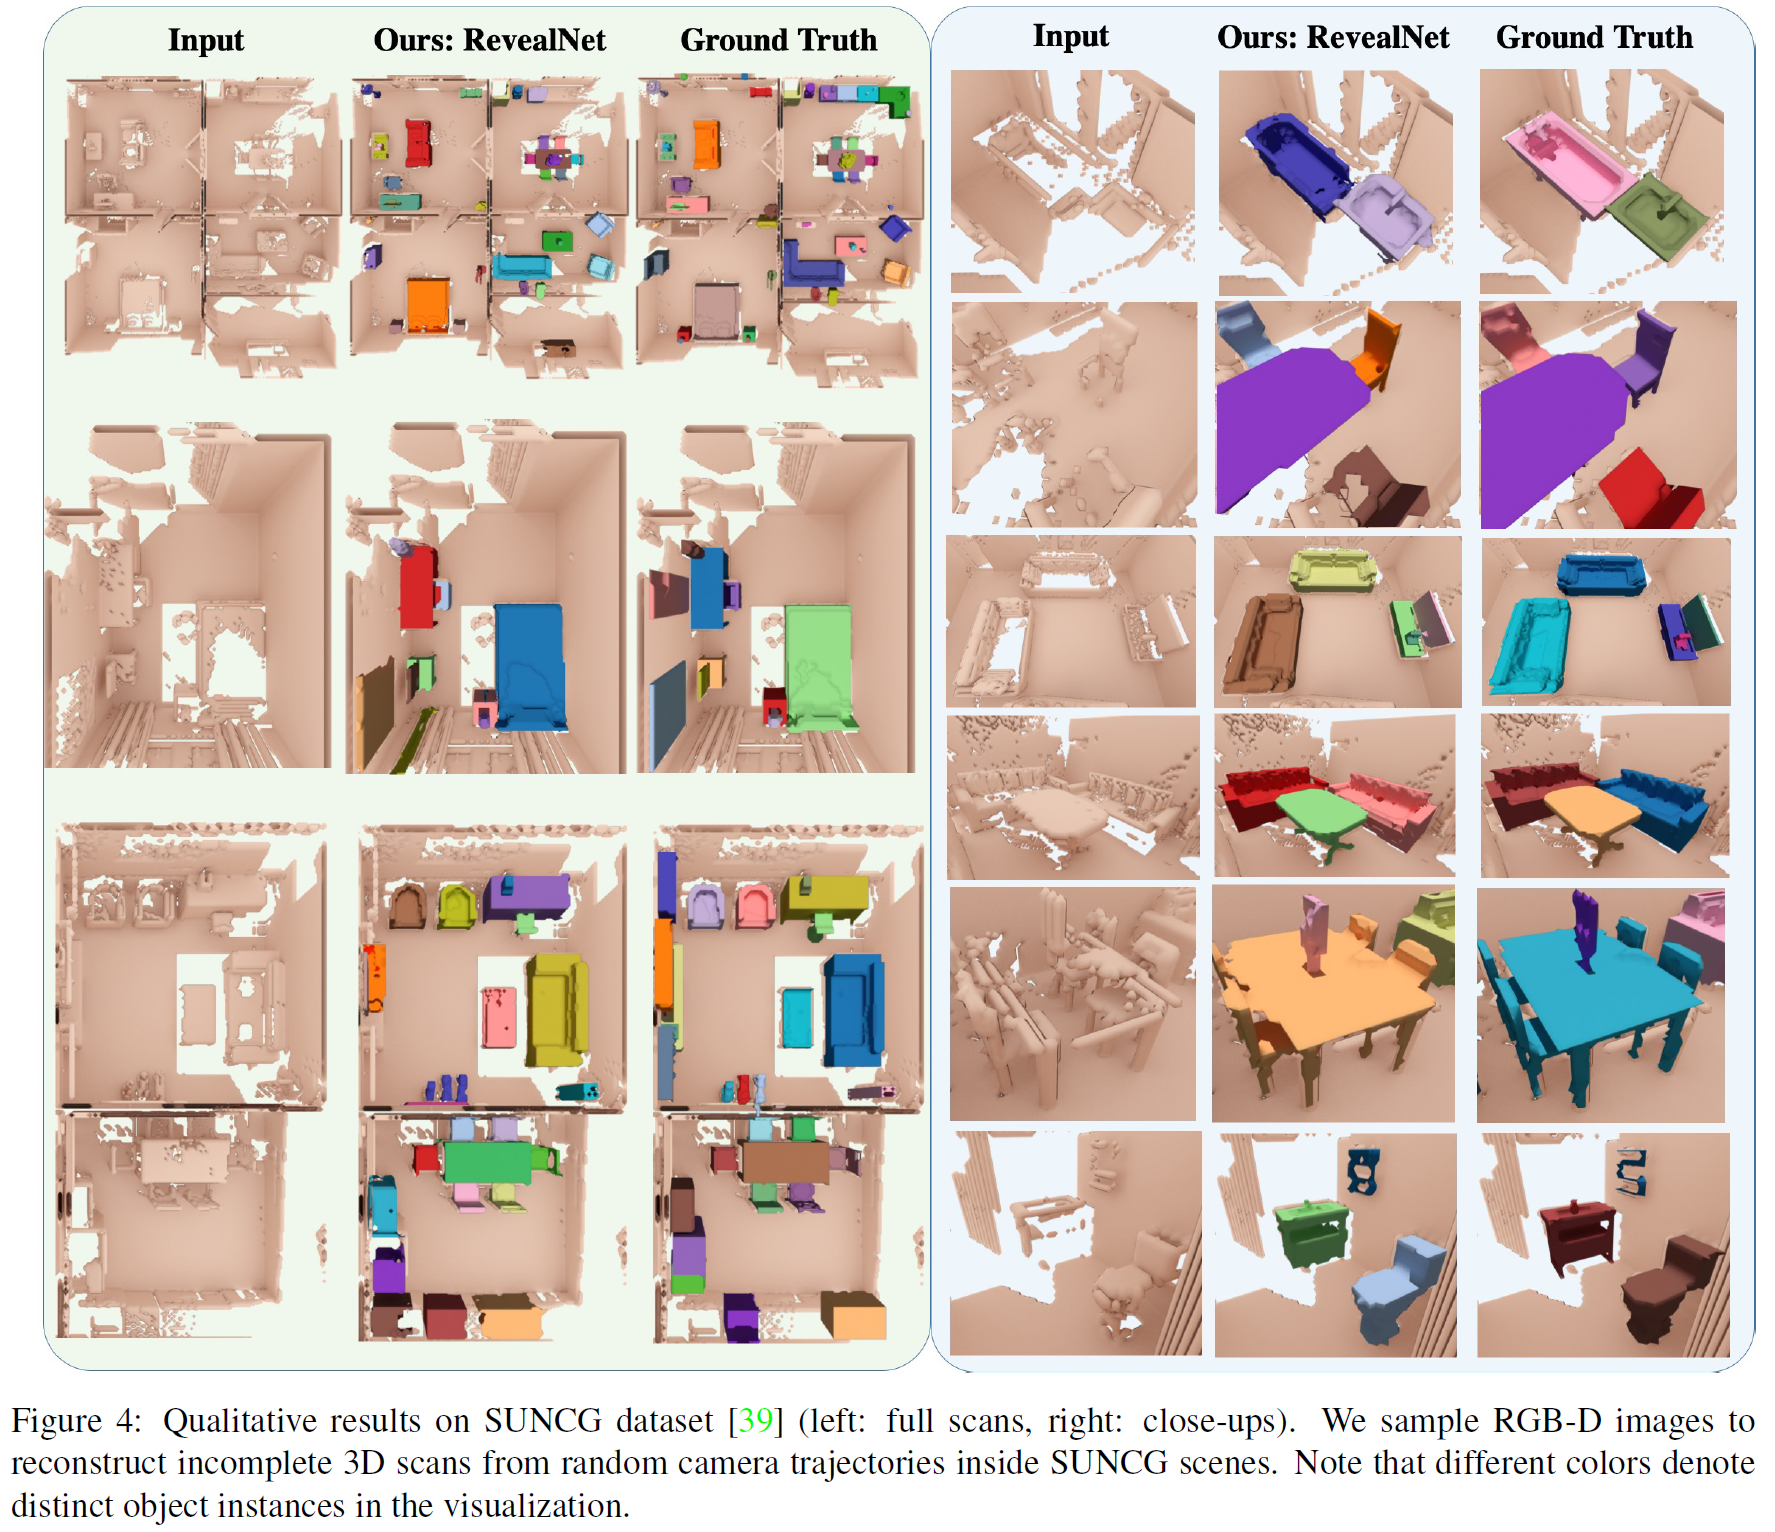 Input Ours: RevealNet Ground Truth
Input Ours: RevealNet Ground Truth
Figure 4: Qualitative results on SUNCG dataset [39] (left: full scans, right: close-ups). We sample RGB-D images to
reconstruct incomplete 3D scans from random camera trajectories inside SUNCG scenes. Note that different colors denote
distinct object instances in the visualization.